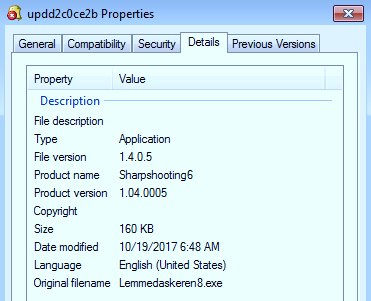 updd2c0ce2b Properties
General Compatibility Security Details Previous Versions
Property Value
Description
File description
Type Application
File version 1.4.0.5
Product name Sharpshooting6
Product version 1.04.0005
Copyright
Size 160 KB
Date modified 10/19/2017 6:48 AM
Language English (United States)
Original filename Lemmedaskeren8.exe